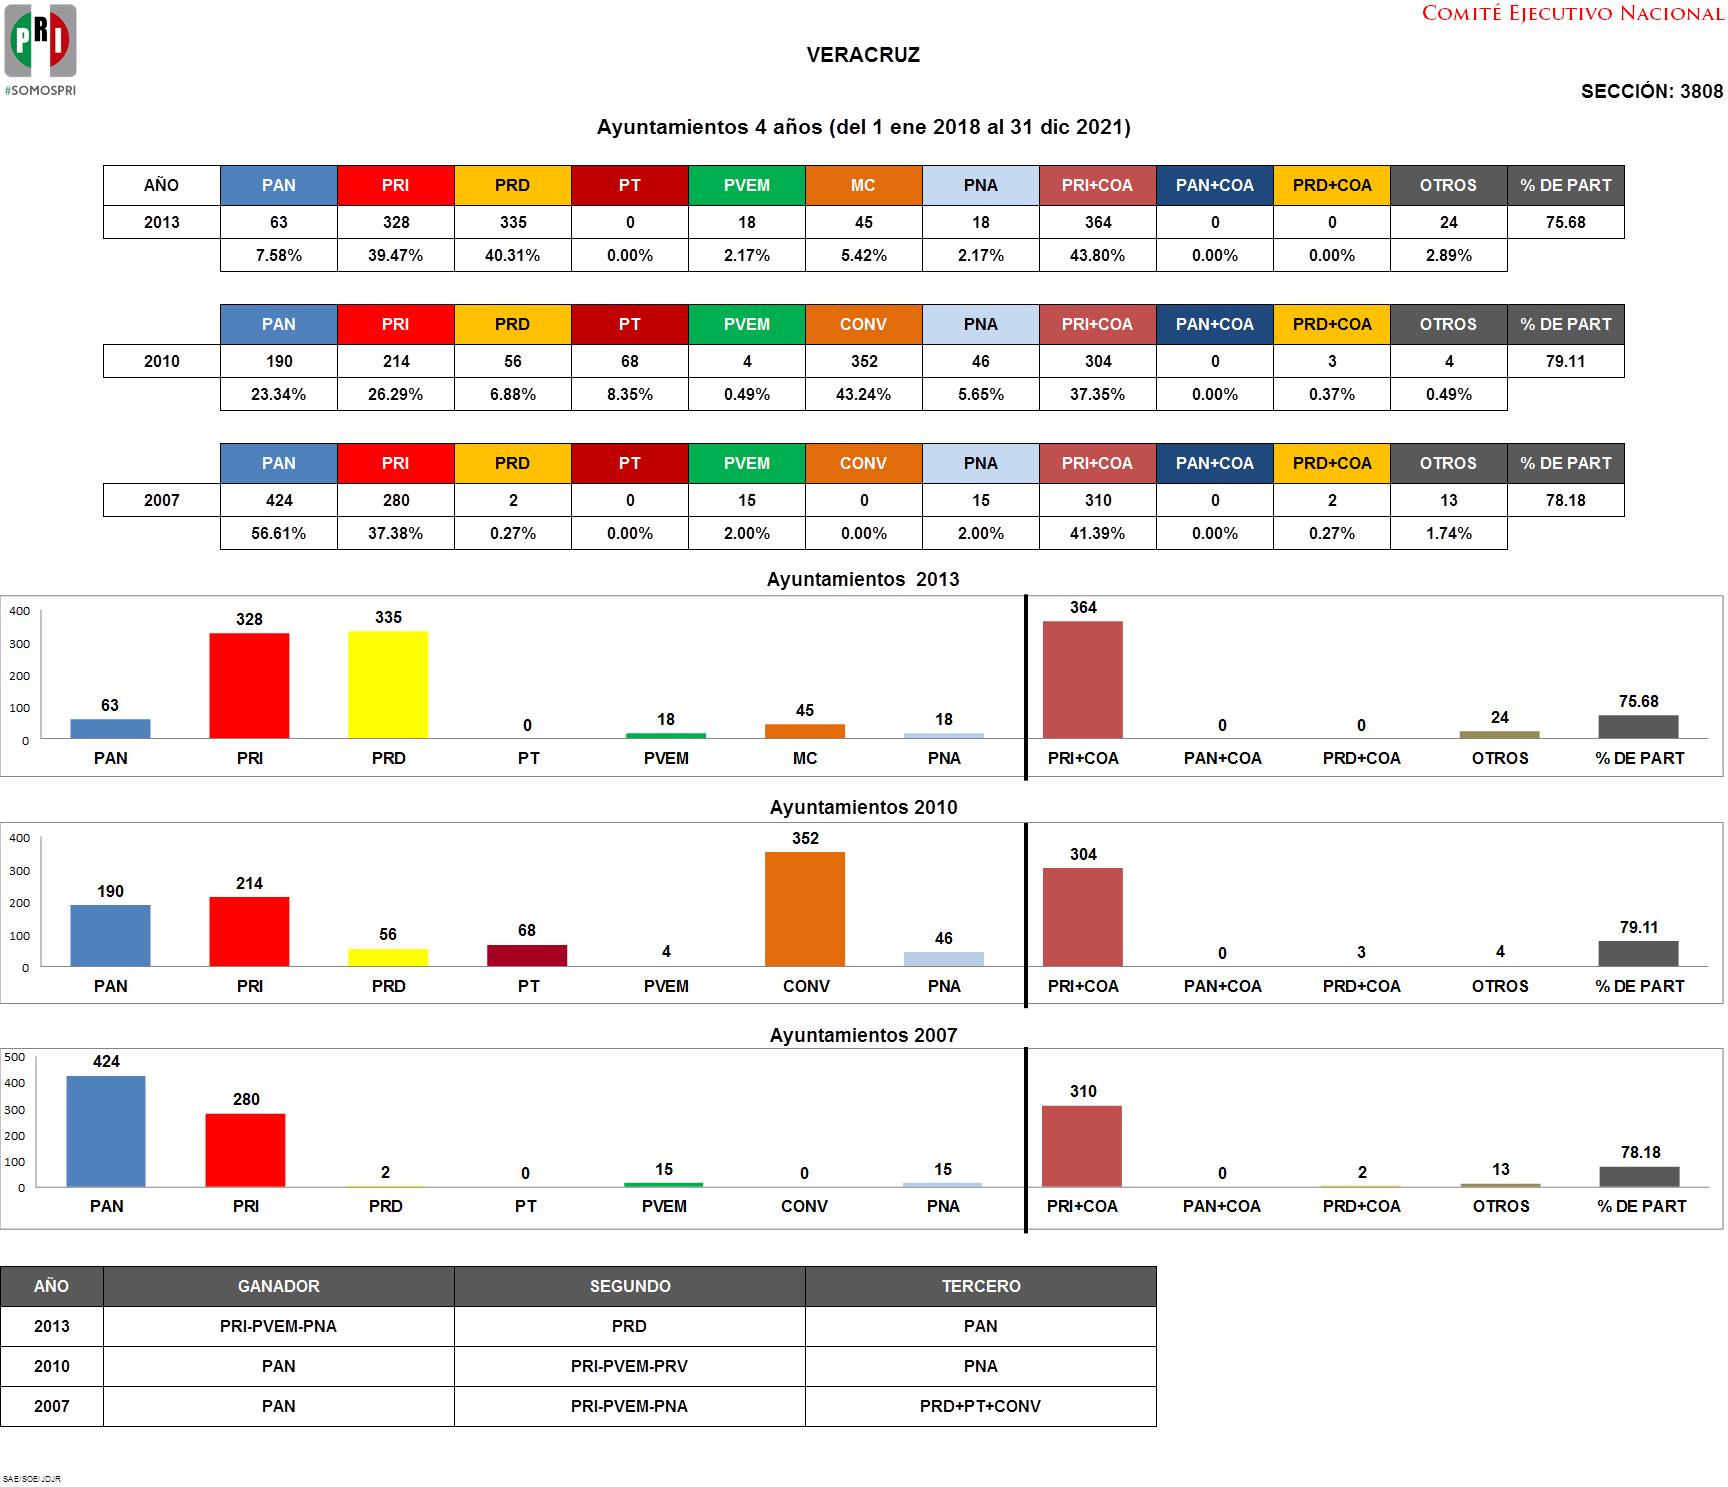 PRI
#SOMOSPRI
COMITÉ EJECUTIVO NACIONAL
VERACRUZ
SECCIÓN: 3808
Ayuntamientos 4 años (del 1 ene 2018 al 31 dic 2021)
AÑO PAN PRI PRD PT PVEM MC PNA PRI+COA PAN+COA PRD+COA OTROS % DE PART
2013 63 328 335 0 18 45 18 364 0 0 24 75.68
7.58% 39.47% 40.31% 0.00% 2.17% 5.42% 2.17% 43.80% 0.00% 0.00% 2.89%
PAN PRI PRD PT PVEM CONV PNA PRI+COA PAN+COA PRD+COA OTROS % DE PART
2010 190 214 56 68 4 352 46 304 0 3 4 79.11
23.34% 26.29% 6.88% 8.35% 0.49% 43.24% 5.65% 37.35% 0.00% 0.37% 0.49%
PAN PRI PRD PT PVEM CONV PNA PRI+COA PAN+COA PRD+COA OTROS % DE PART
2007 424 280 2 0 15 0 15 310 0 2 13 78.18
56.61% 37.38% 0.27% 0.00% 2.00% 0.00% 2.00% 41.39% 0.00% 0.27% 1.74%
Ayuntamientos 2013
400
300
200
100
0
63 328 335 0 18 45 18 364 0 0 24 75.68
PAN PRI PRD PT PVEM MC PNA PRI+COA PAN+COA PRD+COA OTROS % DE PART
Ayuntamientos 2010
400
300
200
100
0
190 214 56 68 4 352 46 304 0 3 4 79.11
PAN PRI PRD PT PVEM CONV PNA PRI+COA PAN+COA PRD+COA OTROS % DE PART
Ayuntamientos 2007
500
400
300
200
100
0
424 280 2 0 15 0 15 310 0 2 13 78.18
PAN PRI PRD PT PVEM CONV PNA PRI+COA PAN+COA PRD+COA OTROS % DE PART
AÑO GANADOR SEGUNDO TERCERO
2013 PRI-PVEM-PNA PRD PAN
2010 PAN PRI-PVEM-PRV PNA
2007 PAN PRI-PVEM-PNA PRD+PT+CONV
SAE/SOE/JDJR